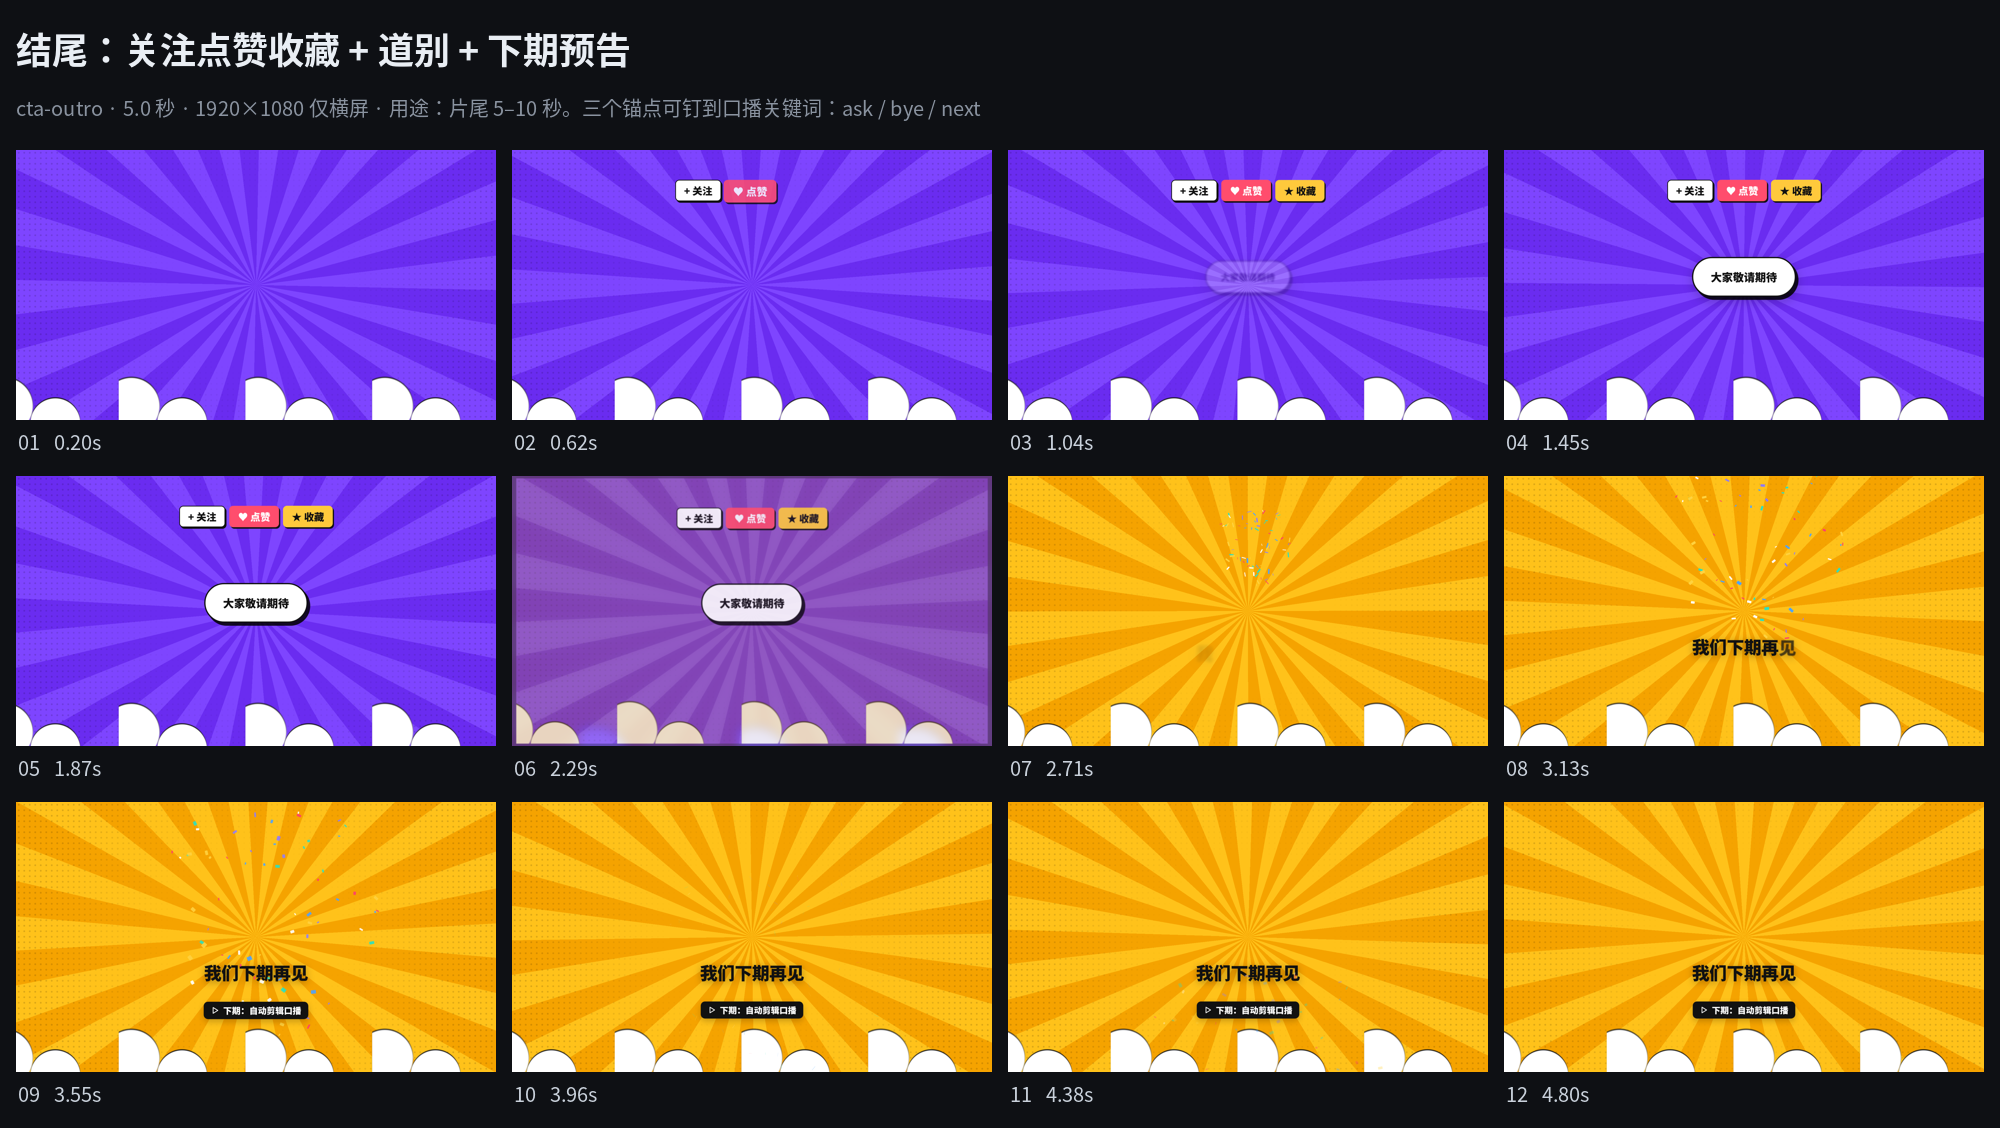 结尾：关注点赞收藏 + 道别 + 下期预告
cta-outro · 5.0 秒 · 1920×1080 仅横屏 · 用途：片尾 5–10 秒。三个锚点可钉到口播关键词：ask / bye / next
01 0.20s
+ 关注 ♥ 点赞
02 0.62s
+ 关注 ♥ 点赞 ★ 收藏
大家敬请期待
03 1.04s
+ 关注 ♥ 点赞 ★ 收藏
大家敬请期待
04 1.45s
+ 关注 ♥ 点赞 ★ 收藏
大家敬请期待
05 1.87s
+ 关注 ♥ 点赞 ★ 收藏
大家敬请期待
06 2.29s
07 2.71s
我们下期再见
08 3.13s
我们下期再见
▷ 下期：自动剪辑口播
09 3.55s
我们下期再见
▷ 下期：自动剪辑口播
10 3.96s
我们下期再见
▷ 下期：自动剪辑口播
11 4.38s
我们下期再见
▷ 下期：自动剪辑口播
12 4.80s